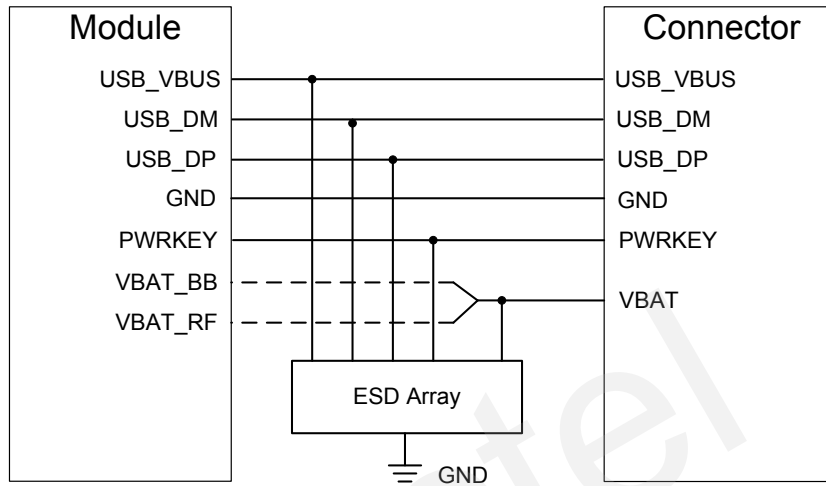 Module
Connector
USB_VBUS
USB_VBUS
USB_DM
USB_DM
USB_DP
USB_DP
GND
GND
PWRKEY
PWRKEY
VBAT_BB
VBAT
VBAT_RF
ESD Array
GND